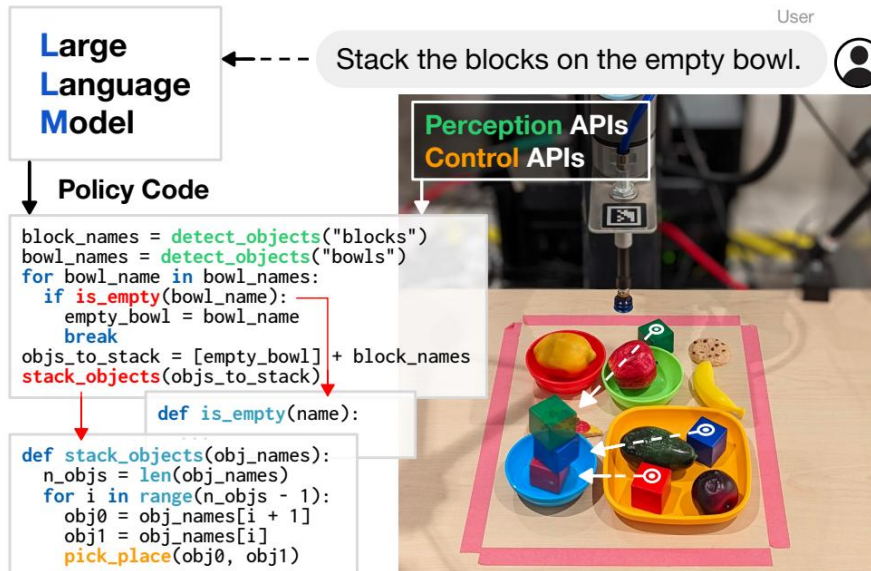 User
Stack the blocks on the empty bowl.
Large
Language
Model
Perception APIs
Control APIs
Policy Code
block_names = detect_objects("blocks")
bowl_names = detect_objects("bowls")
for bowl_name in bowl_names:
  if is_empty(bowl_name):
    empty_bowl = bowl_name
    break
objs_to_stack = [empty_bowl] + block_names
stack_objects(objs_to_stack)
def is_empty(name):
...
def stack_objects(obj_names):
  n_objs = len(obj_names)
  for i in range(n_objs - 1):
    obj0 = obj_names[i + 1]
    obj1 = obj_names[i]
    pick_place(obj0, obj1)